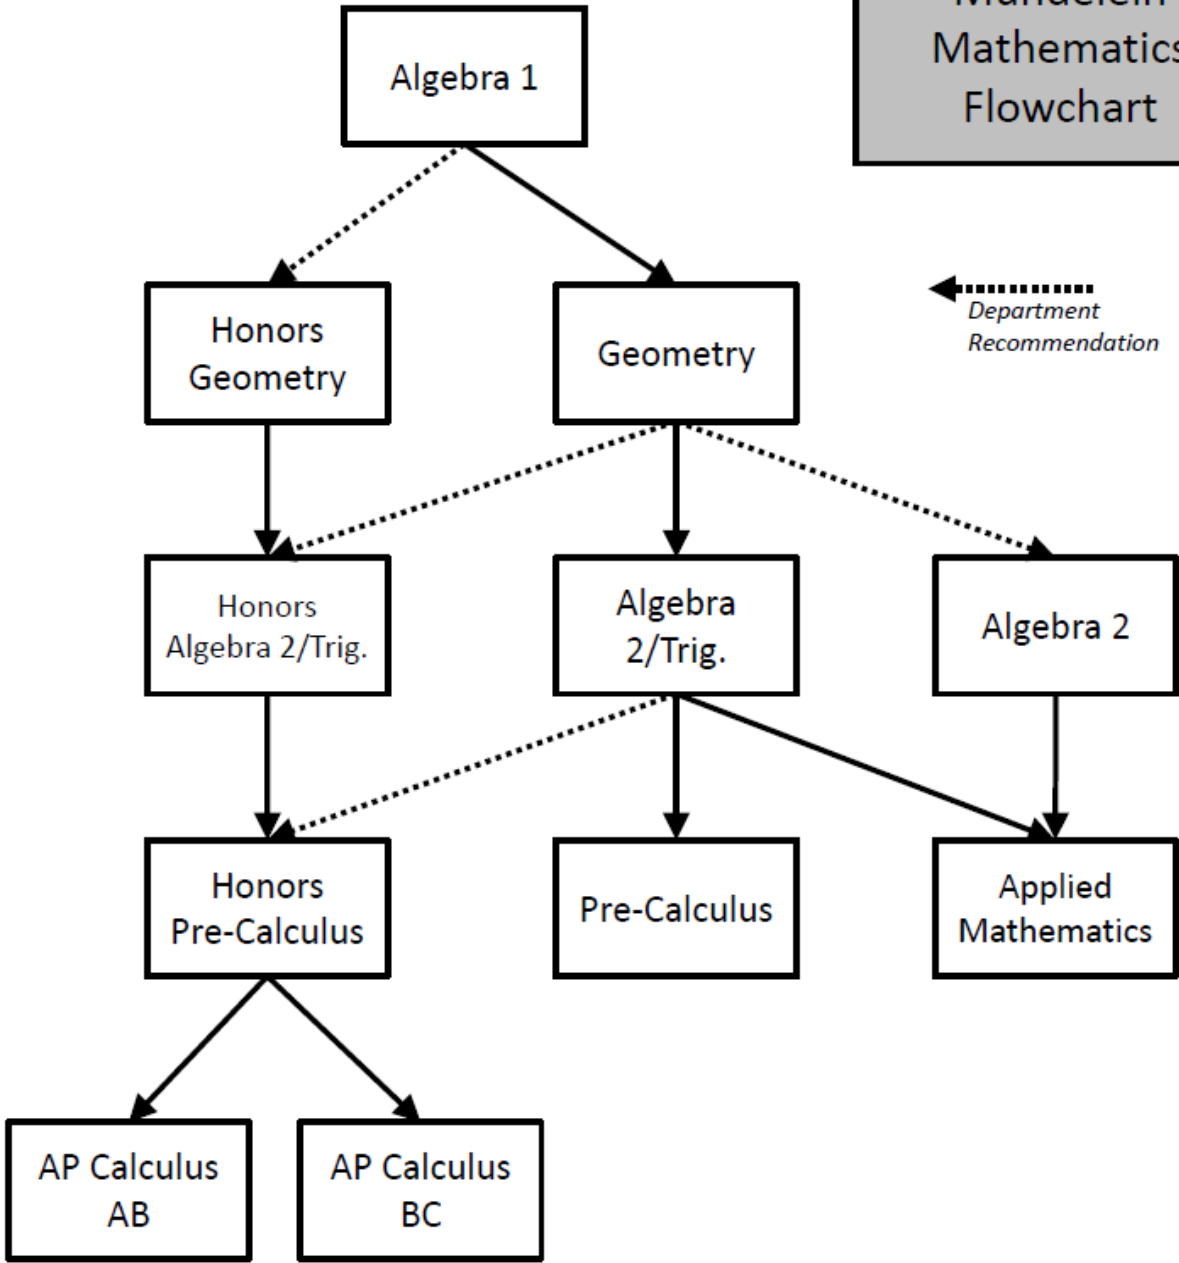 Mundelein
Mathematics
Flowchart
Algebra 1
Department
Recommendation
Honors
Geometry
Geometry
Honors
Algebra 2/Trig.
Algebra
2/Trig.
Algebra 2
Honors
Pre-Calculus
Pre-Calculus
Applied
Mathematics
AP Calculus
AB
AP Calculus
BC